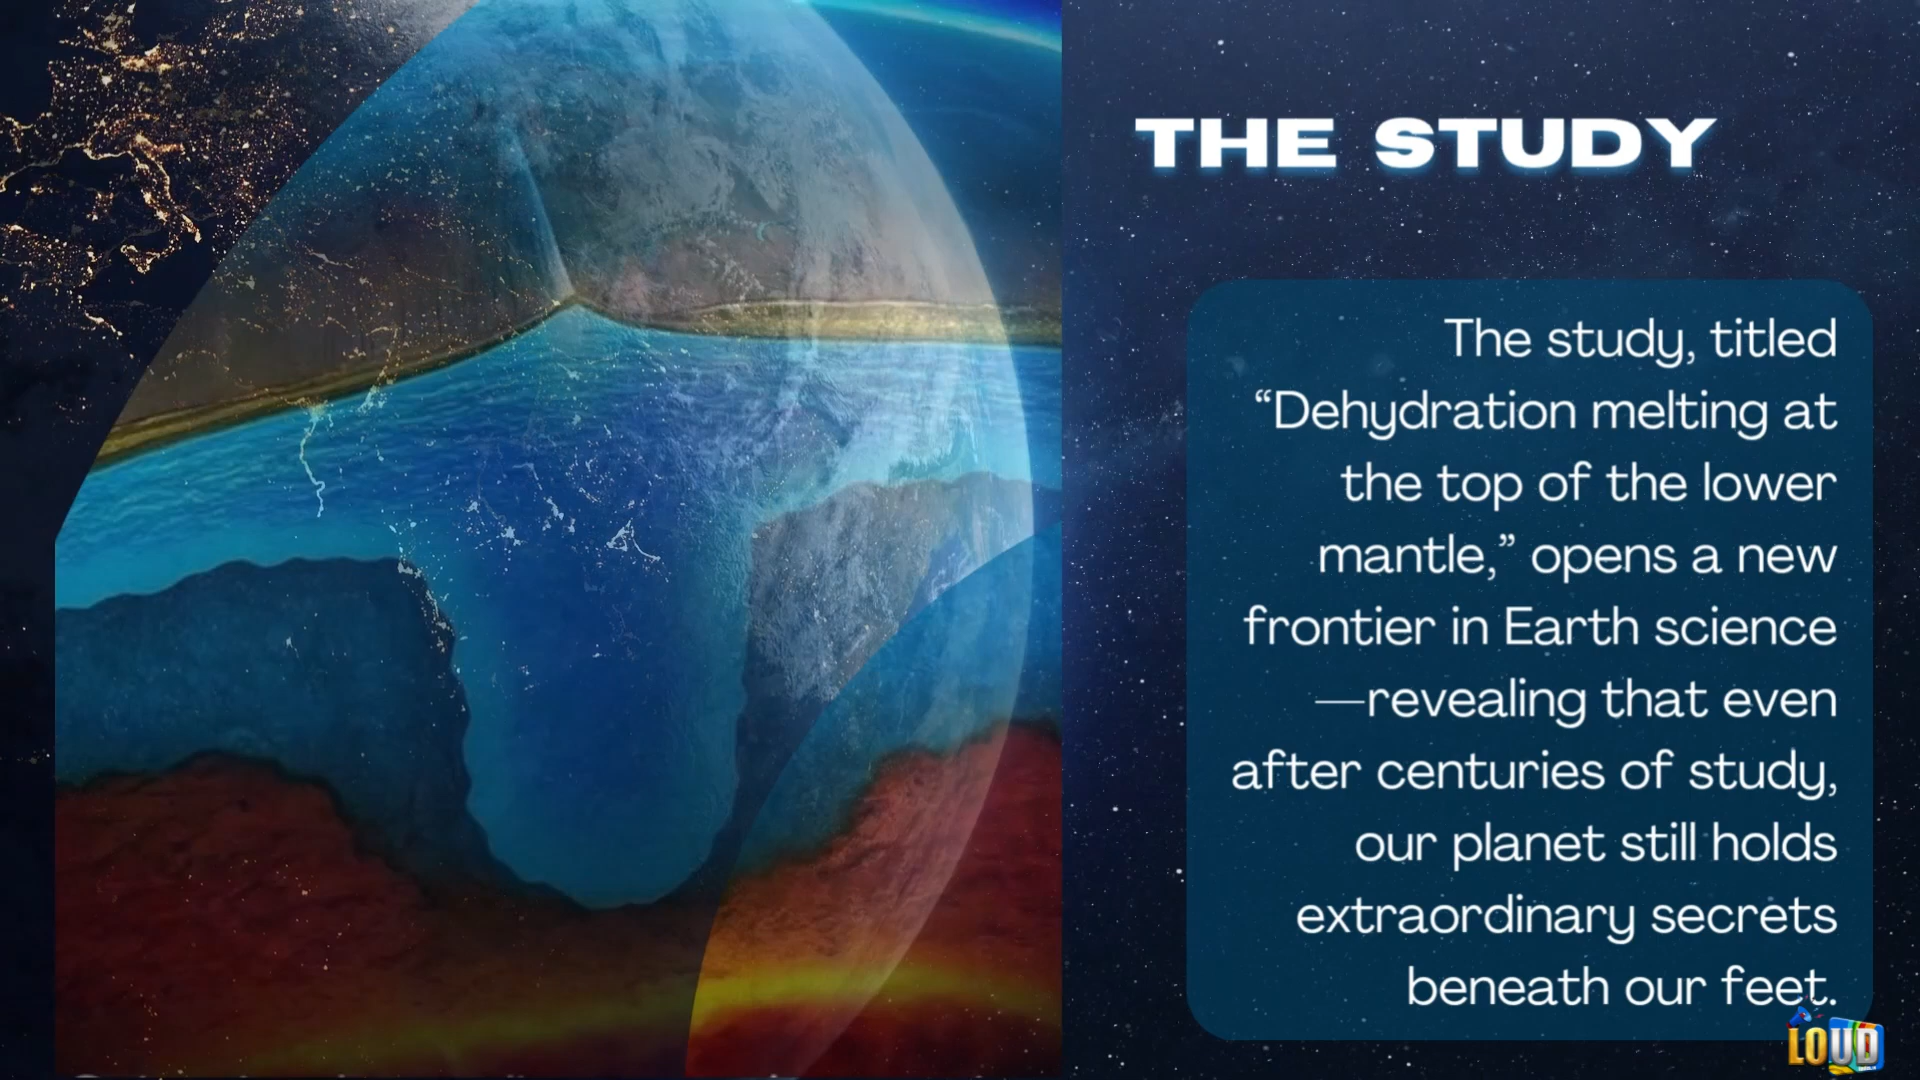 THE STUDY
The study, titled
“Dehydration melting at
the top of the lower
mantle,” opens a new
frontier in Earth science
—revealing that even
after centuries of study,
our planet still holds
extraordinary secrets
beneath our feet.
LOUD